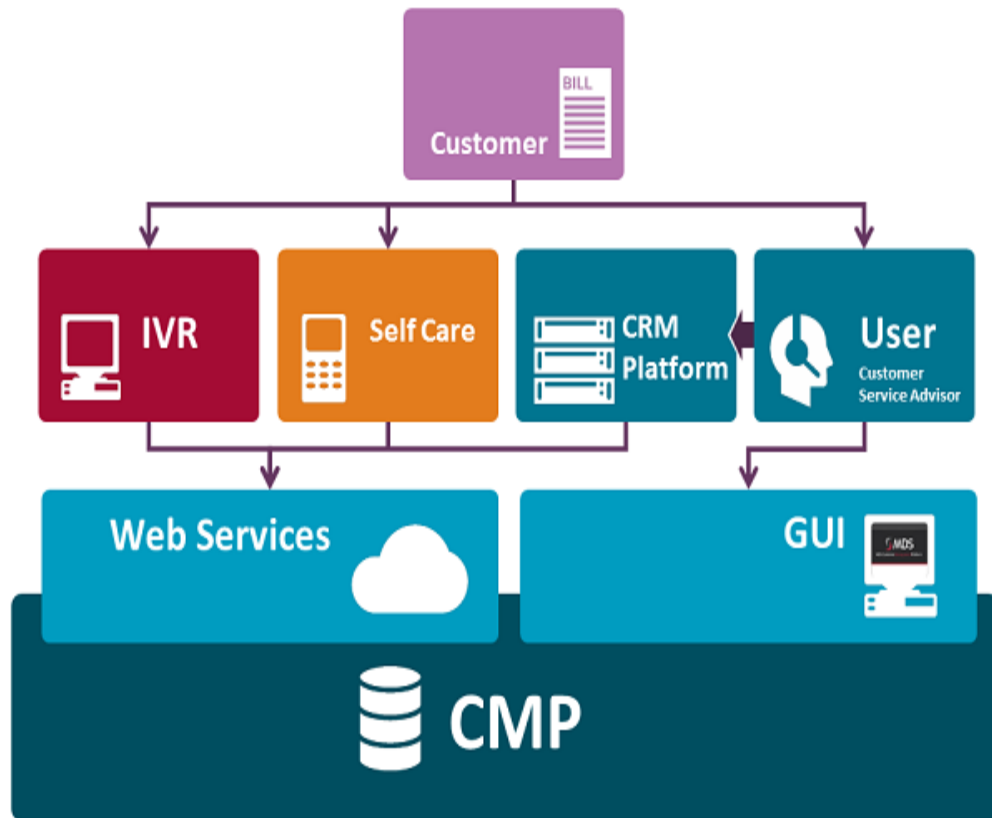 BILL
Customer
IVR
Self Care
CRM
Platform
User
Customer
Service Advisor
Web Services
GUI
MDS
CMP